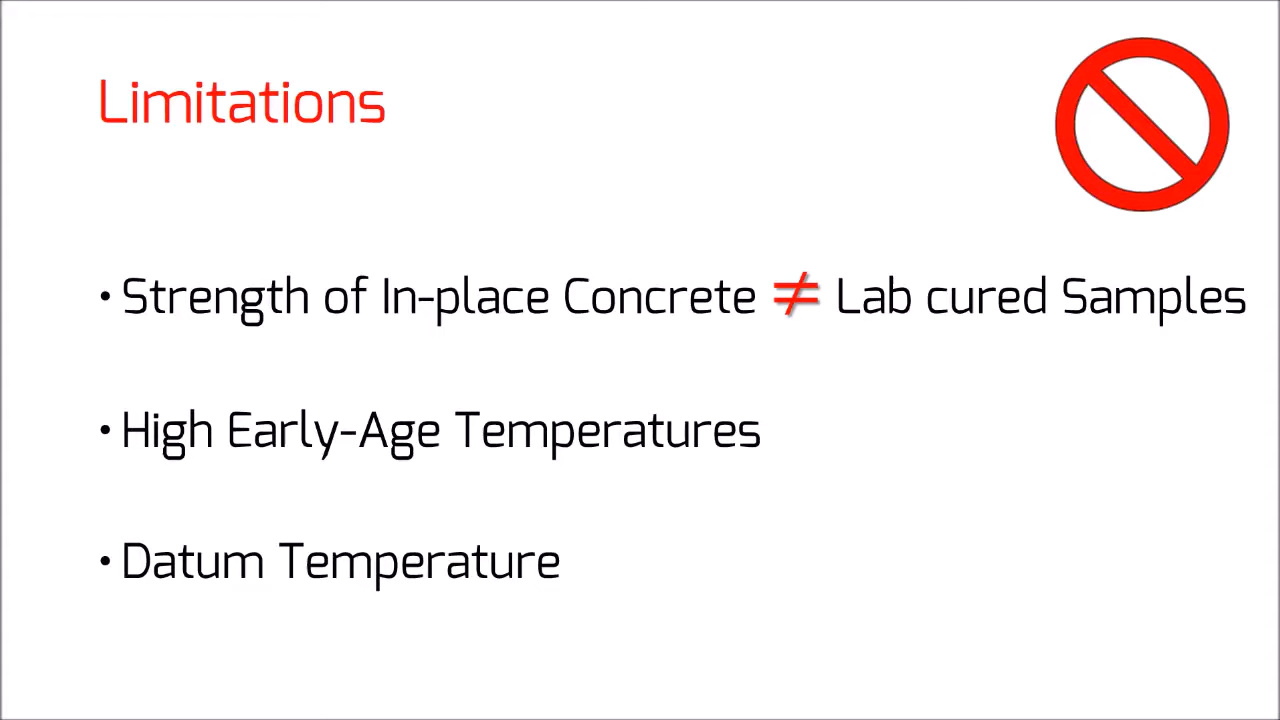 Limitations
• Strength of In-place Concrete ≠ Lab cured Samples
• High Early-Age Temperatures
• Datum Temperature